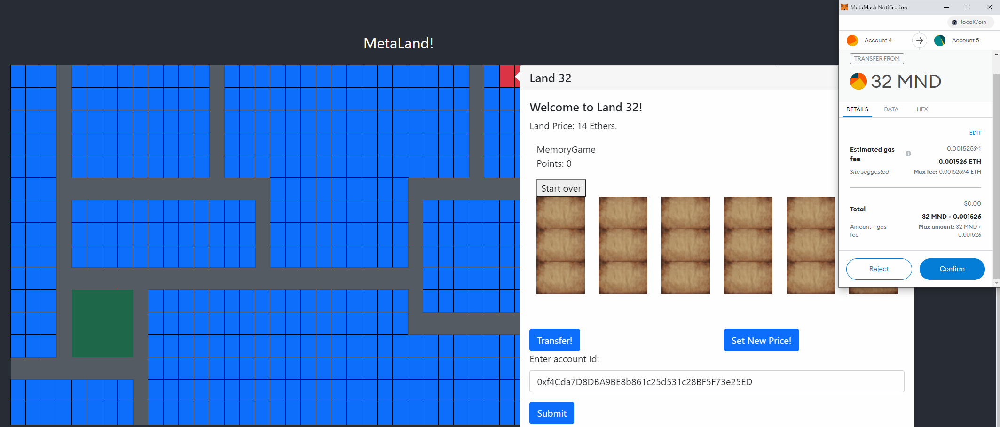 MetaLand!
Land 32
Welcome to Land 32!
Land Price: 14 Ethers.
MemoryGame
Points: 0
Start over
Transfer!
Set New Price!
Enter account Id:
0xf4Cda7D8DBA9BE8b861c25d531c28BF5F73e25ED
Submit
MetaMask Notification
localCoin
Account 4
Account 5
TRANSFER FROM
32 MND
DETAILS DATA HEX
EDIT
Estimated gas fee
0.00152594
0.001526 ETH
Site suggested
Max fee: 0.00152594 ETH
Total
$0.00
32 MND + 0.001526
Amount + gas fee
Max amount: 32 MND + 0.001526
Reject
Confirm